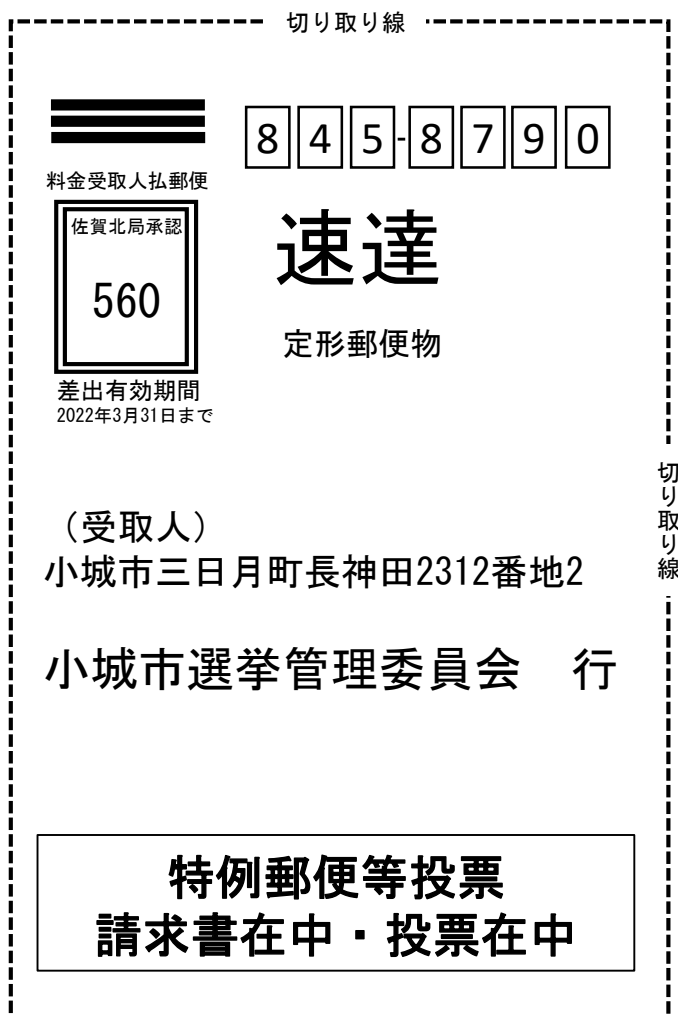 切り取り線
845-8790
料金受取人払郵便
佐賀北局承認
560
差出有効期間
2022年3月31日まで
速達
定形郵便物
切り取り線
（受取人）
小城市三日月町長神田2312番地2
小城市選挙管理委員会　行
特例郵便等投票
請求書在中・投票在中